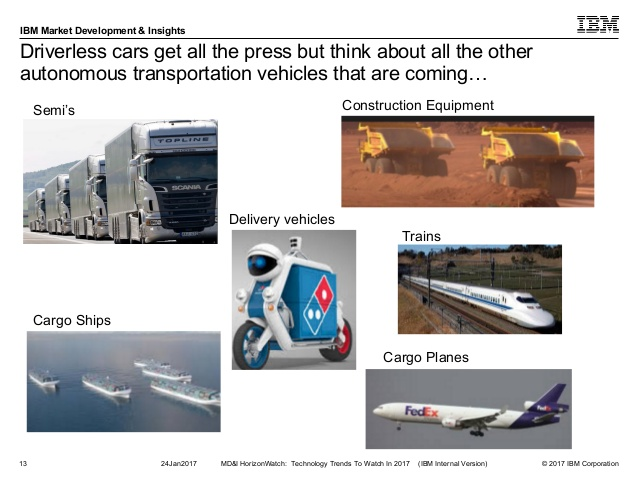 IBM Market Development & Insights
IBM
Driverless cars get all the press but think about all the other
autonomous transportation vehicles that are coming…
Semi's
Construction Equipment
TOPLINE
SCANIA
Delivery vehicles
Trains
Cargo Ships
Cargo Planes
FedEx
FedEx
13
24Jan2017
MD&I HorizonWatch: Technology Trends To Watch In 2017 (IBM Internal Version)
© 2017 IBM Corporation